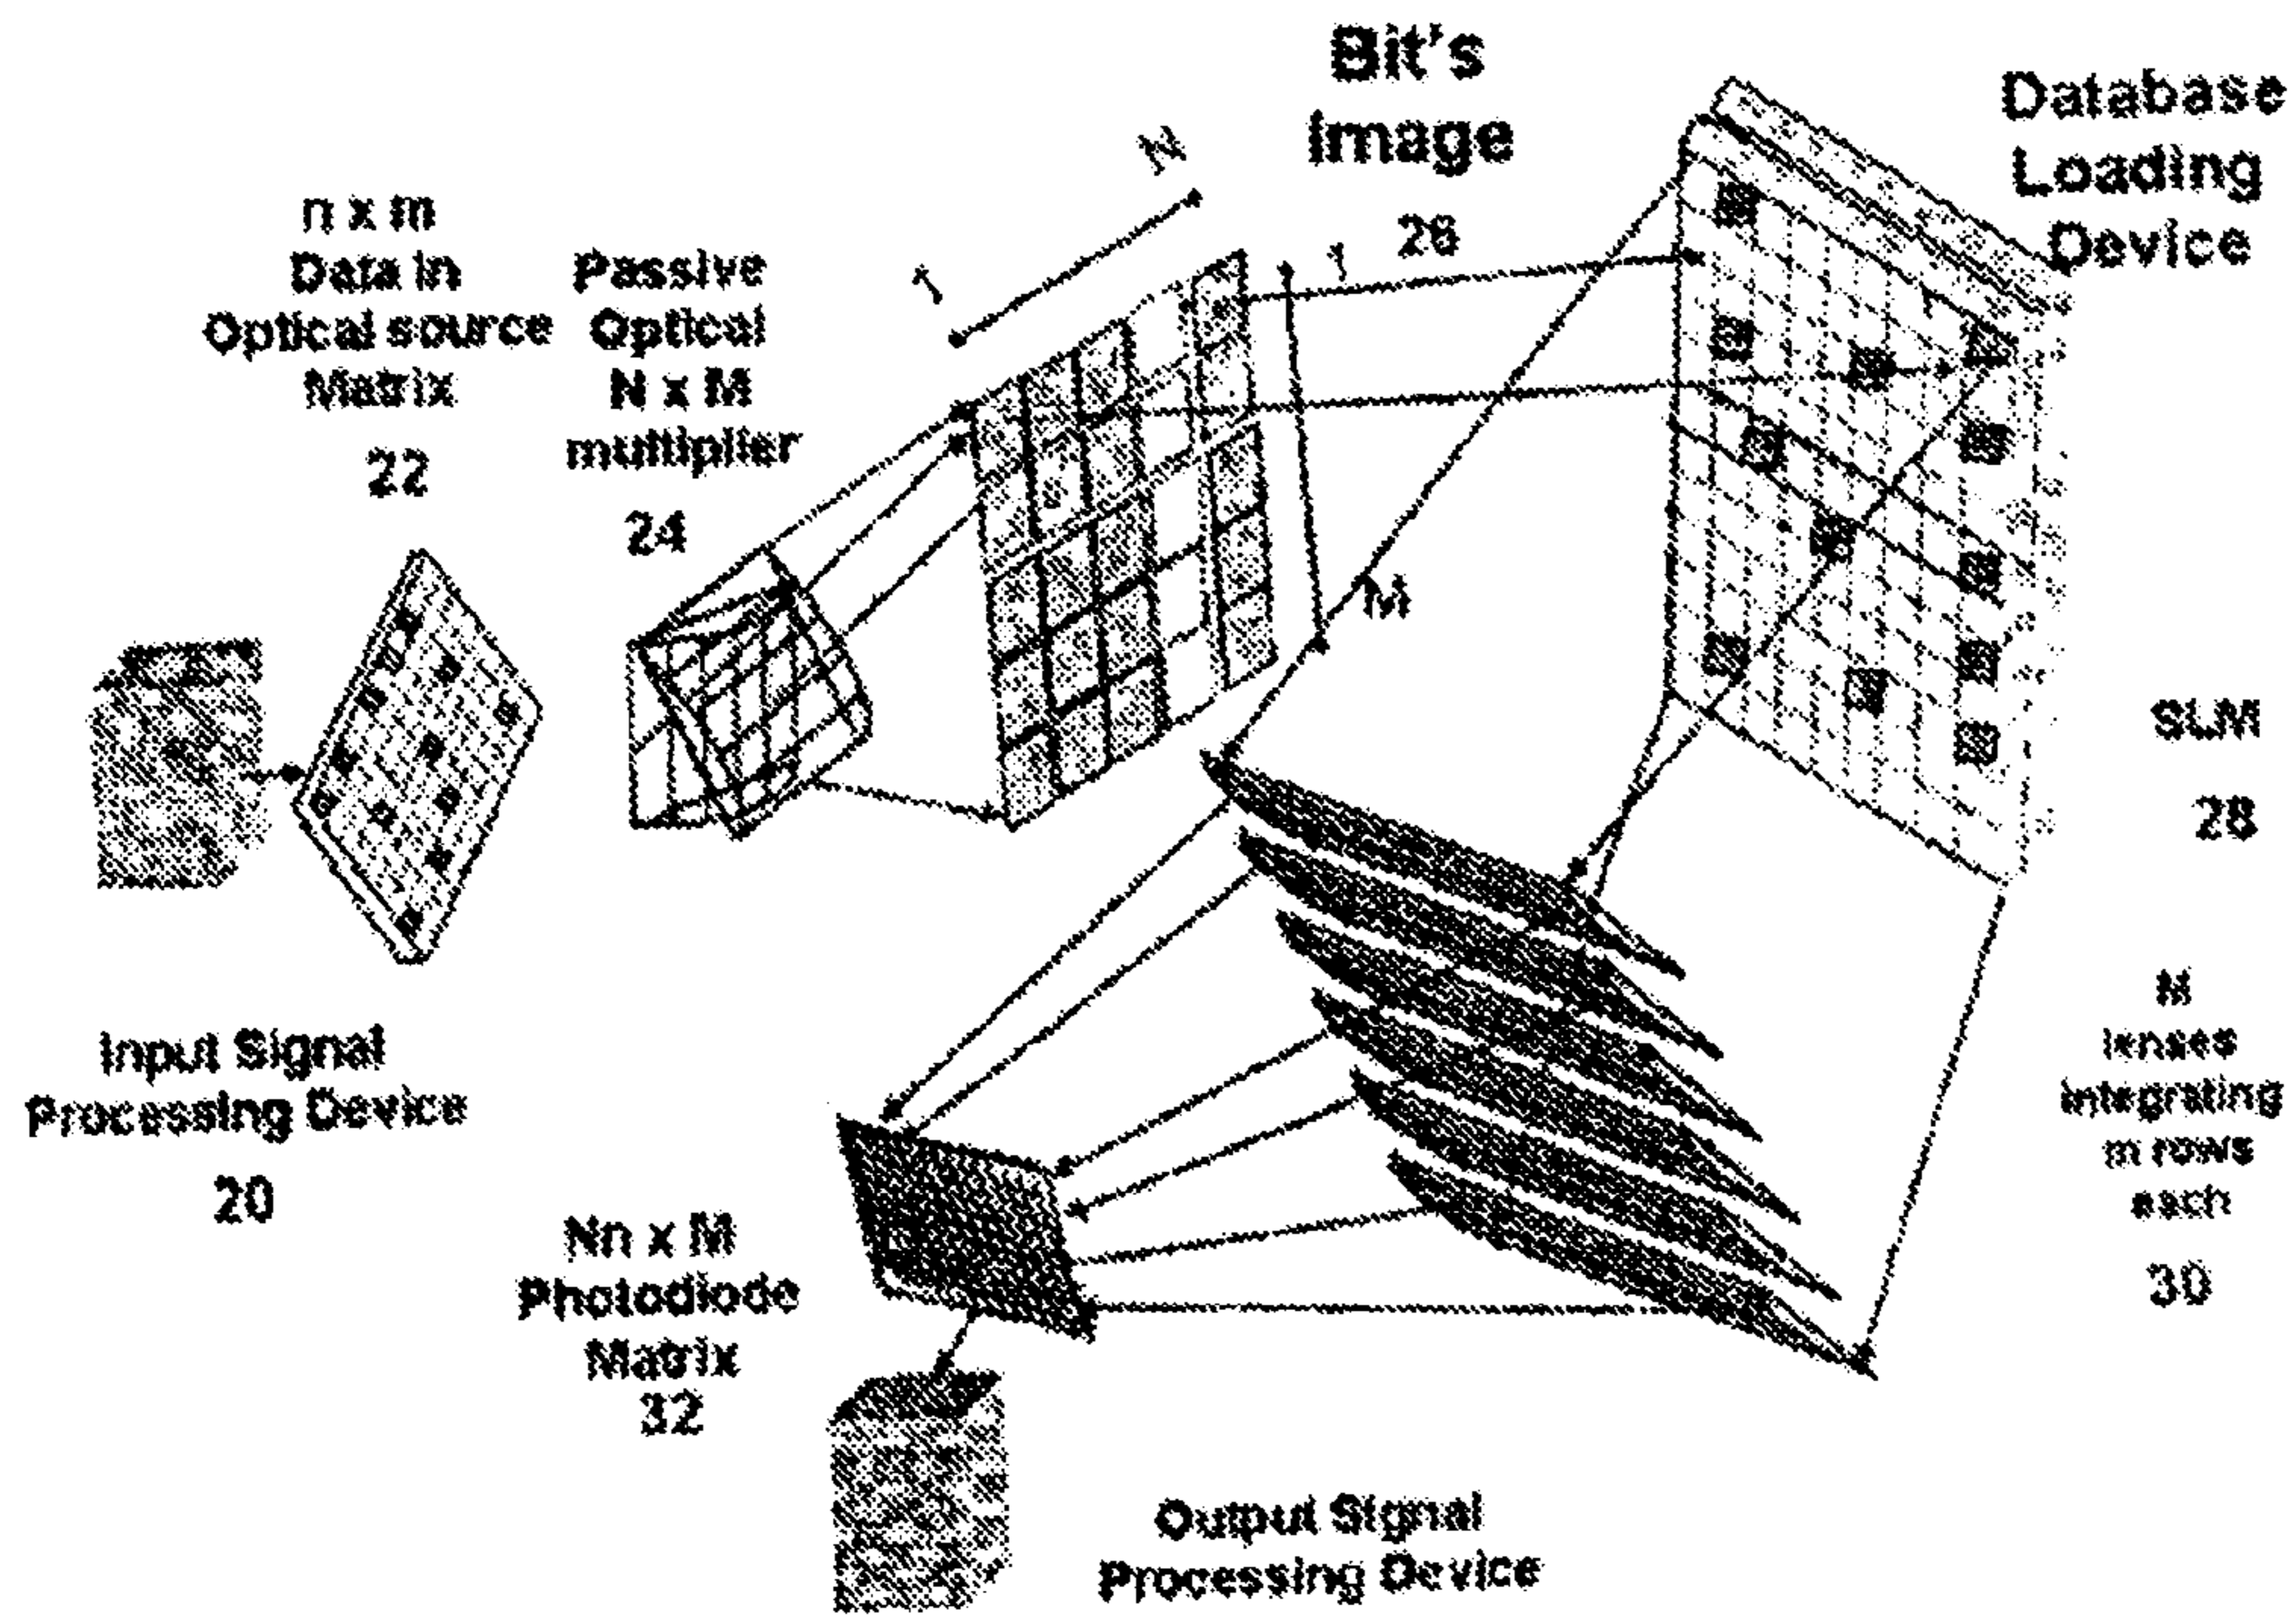 n x m
Data in
Optical source
Matrix
22
Passive
Optical
N x M
multiplier
24
1
N
Bit's
Image
26
1
M
Database
Loading
Device
SLM
28
Input Signal
Processing Device
20
M
lenses
integrating
m rows
each
30
Nn x M
Photodiode
Matrix
32
Output Signal
Processing Device